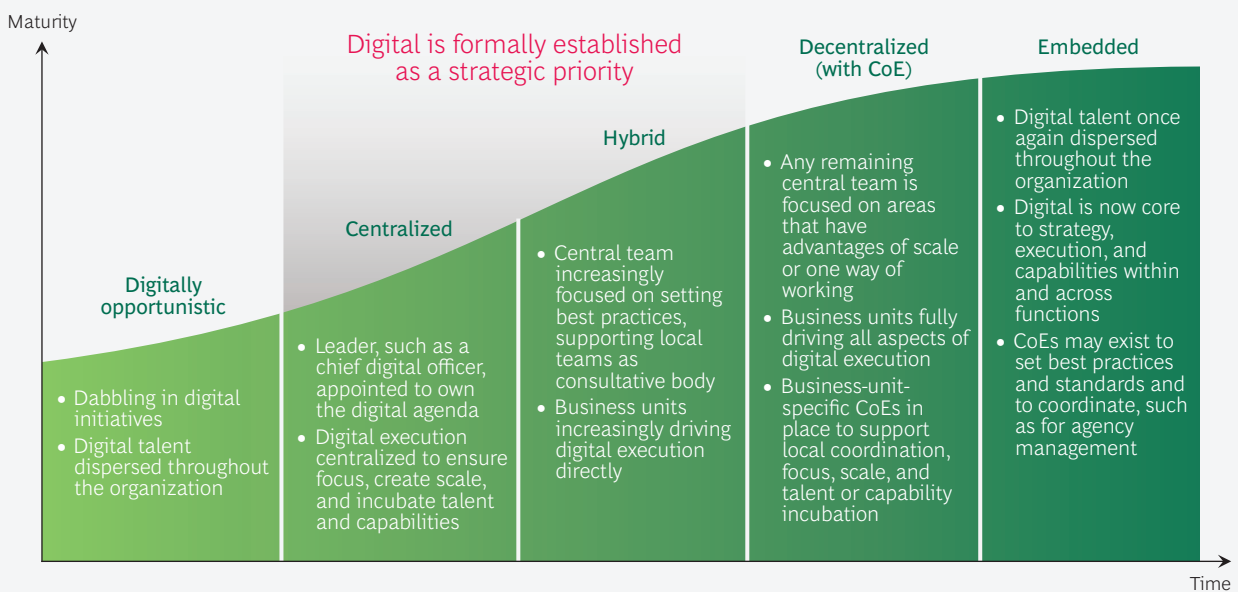 Maturity
Digital is formally established
as a strategic priority
Digitally
opportunistic
• Dabbling in digital
initiatives
• Digital talent
dispersed throughout
the organization
Centralized
• Leader, such as a
chief digital officer,
appointed to own
the digital agenda
• Digital execution
centralized to ensure
focus, create scale,
and incubate talent
and capabilities
Hybrid
• Central team
increasingly
focused on setting
best practices,
supporting local
teams as
consultative body
• Business units
increasingly driving
digital execution
directly
Decentralized
(with CoE)
• Any remaining
central team is
focused on areas
that have
advantages of scale
or one way of
working
• Business units fully
driving all aspects of
digital execution
• Business-unit-
specific CoEs in
place to support
local coordination,
focus, scale, and
talent or capability
incubation
Embedded
• Digital talent once
again dispersed
throughout the
organization
• Digital is now core
to strategy,
execution, and
capabilities within
and across
functions
• CoEs may exist to
set best practices
and standards and
to coordinate, such
as for agency
management
Time